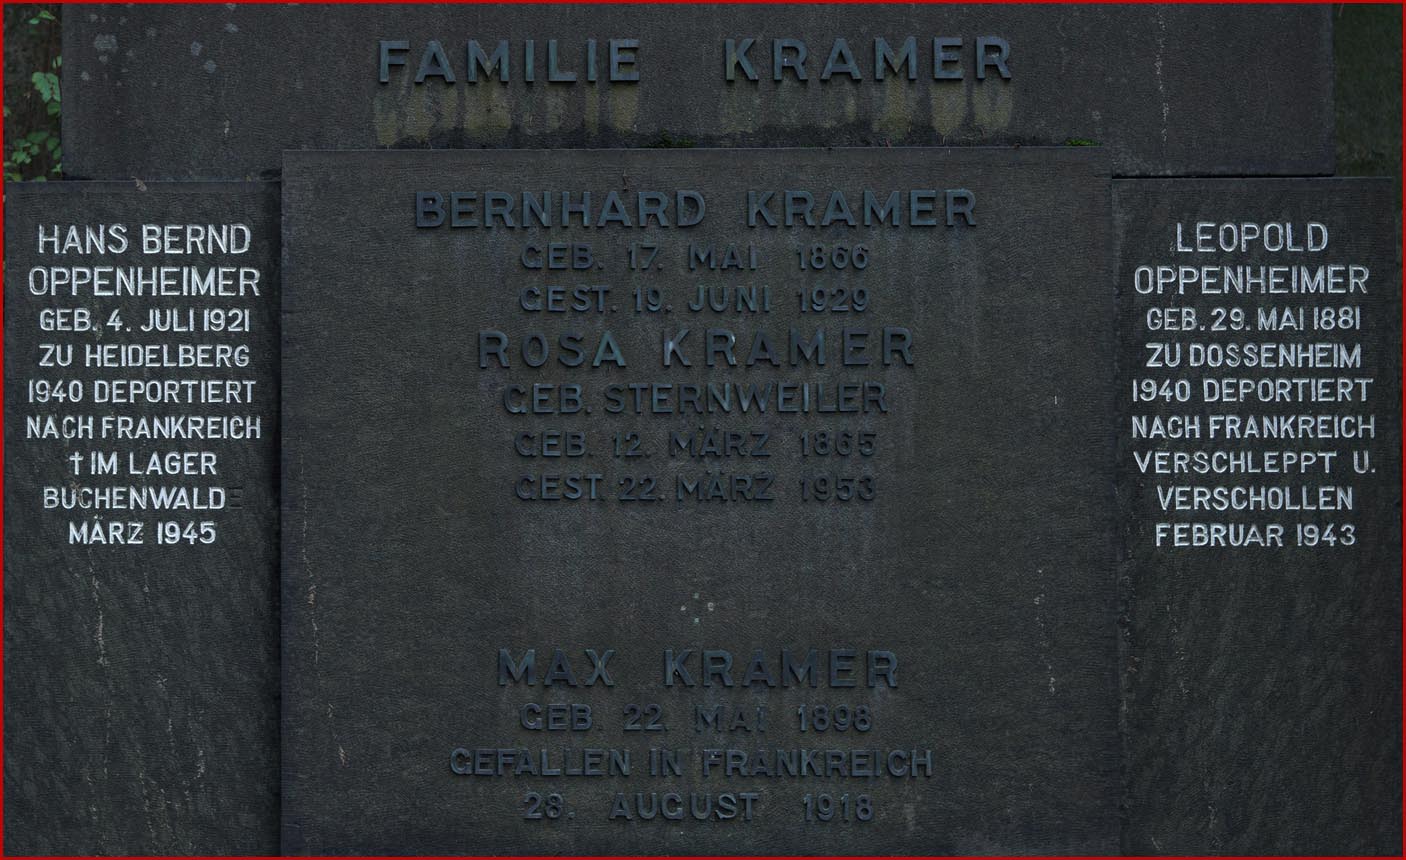 FAMILIE KRAMER
HANS BERND
OPPENHEIMER
GEB. 4. JULI 1921
ZU HEIDELBERG
1940 DEPORTIERT
NACH FRANKREICH
† IM LAGER
BUCHENWALD
MÄRZ 1945
BERNHARD KRAMER
GEB. 17. MAI 1866
GEST. 19. JUNI 1929
ROSA KRAMER
GEB. STERNWEILER
GEB. 12. MÄRZ 1865
GEST. 22. MÄRZ 1953
MAX KRAMER
GEB. 22. MAI 1898
GEFALLEN IN FRANKREICH
28. AUGUST 1918
LEOPOLD
OPPENHEIMER
GEB. 29. MAI 1881
ZU DOSSENHEIM
1940 DEPORTIERT
NACH FRANKREICH
VERSCHLEPPT U.
VERSCHOLLEN
FEBRUAR 1943